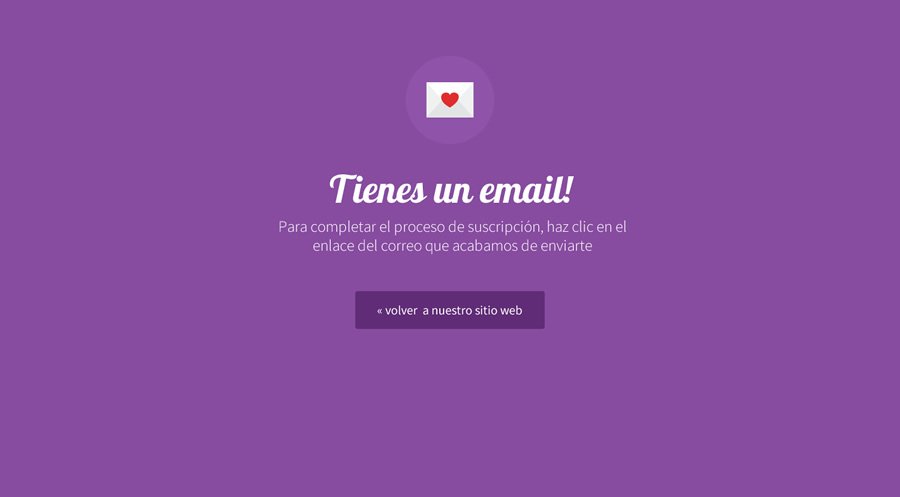 Tienes un email!
Para completar el proceso de suscripción, haz clic en el
enlace del correo que acabamos de enviarte
« volver  a nuestro sitio web